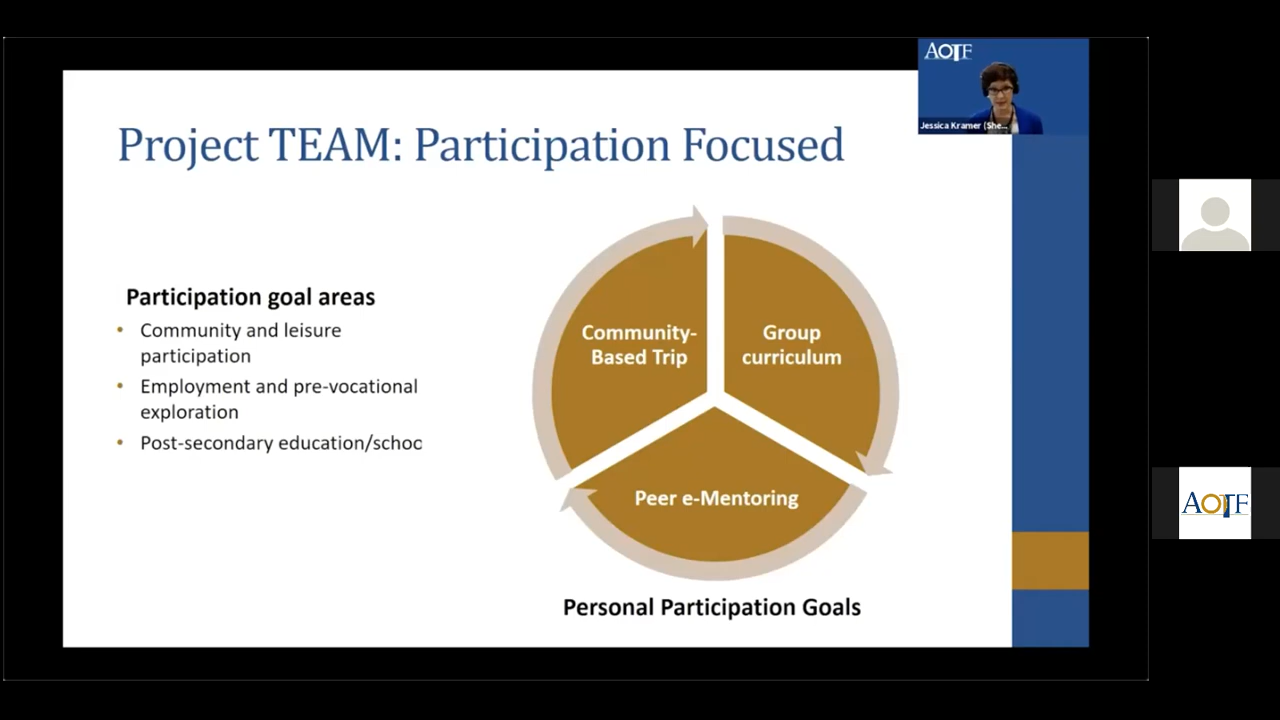 AOTF
Jessica Kramer (She...
Project TEAM: Participation Focused
Participation goal areas
• Community and leisure
participation
• Employment and pre-vocational
exploration
• Post-secondary education/schoc
Community-
Based Trip
Group
curriculum
Peer e-Mentoring
Personal Participation Goals
AOTF